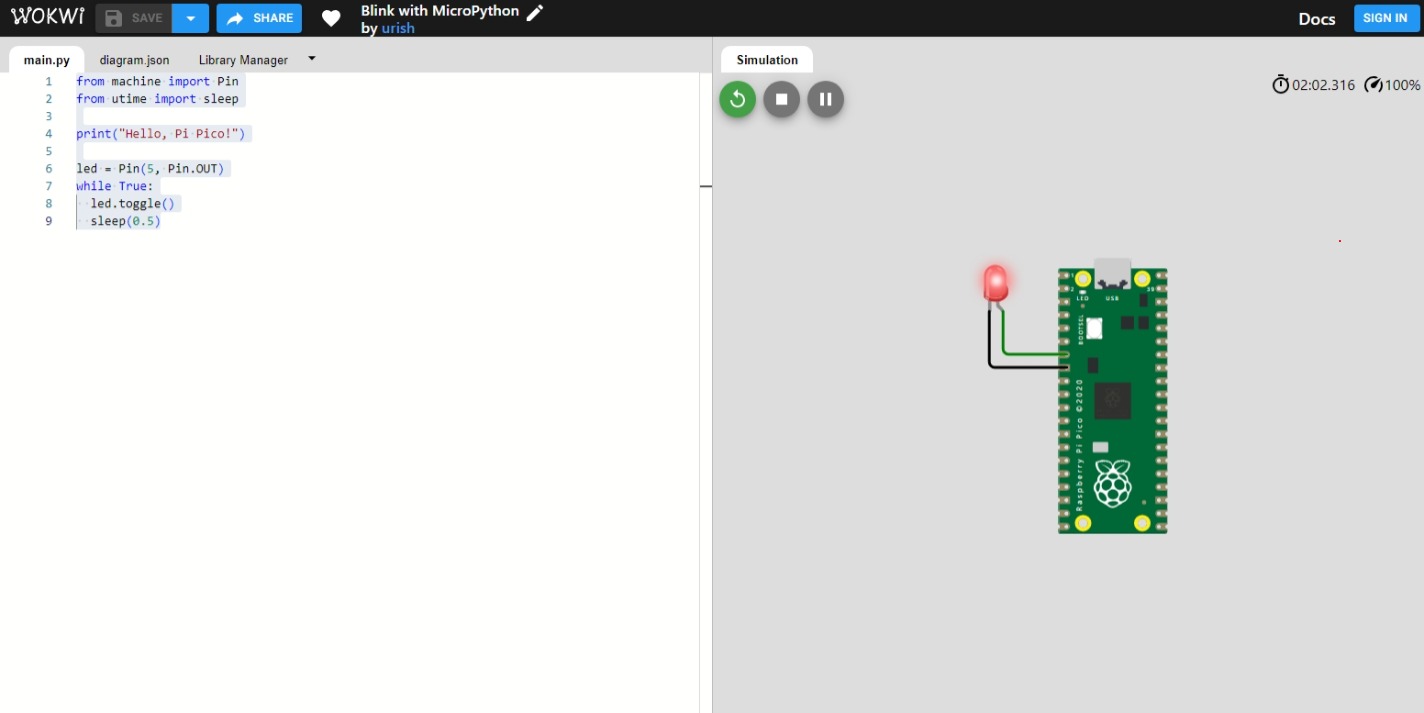 WOKWi SAVE SHARE Blink with MicroPython
by urish
Docs SIGN IN
main.py diagram.json Library Manager
Simulation
02:02.316 100%
1 from machine import Pin
2 from utime import sleep
3
4 print("Hello, Pi Pico!")
5
6 led = Pin(5, Pin.OUT)
7 while True:
8 led.toggle()
9 sleep(0.5)
1
2
39
LED USB
BOOTSEL
Raspberry Pi Pico ©2020